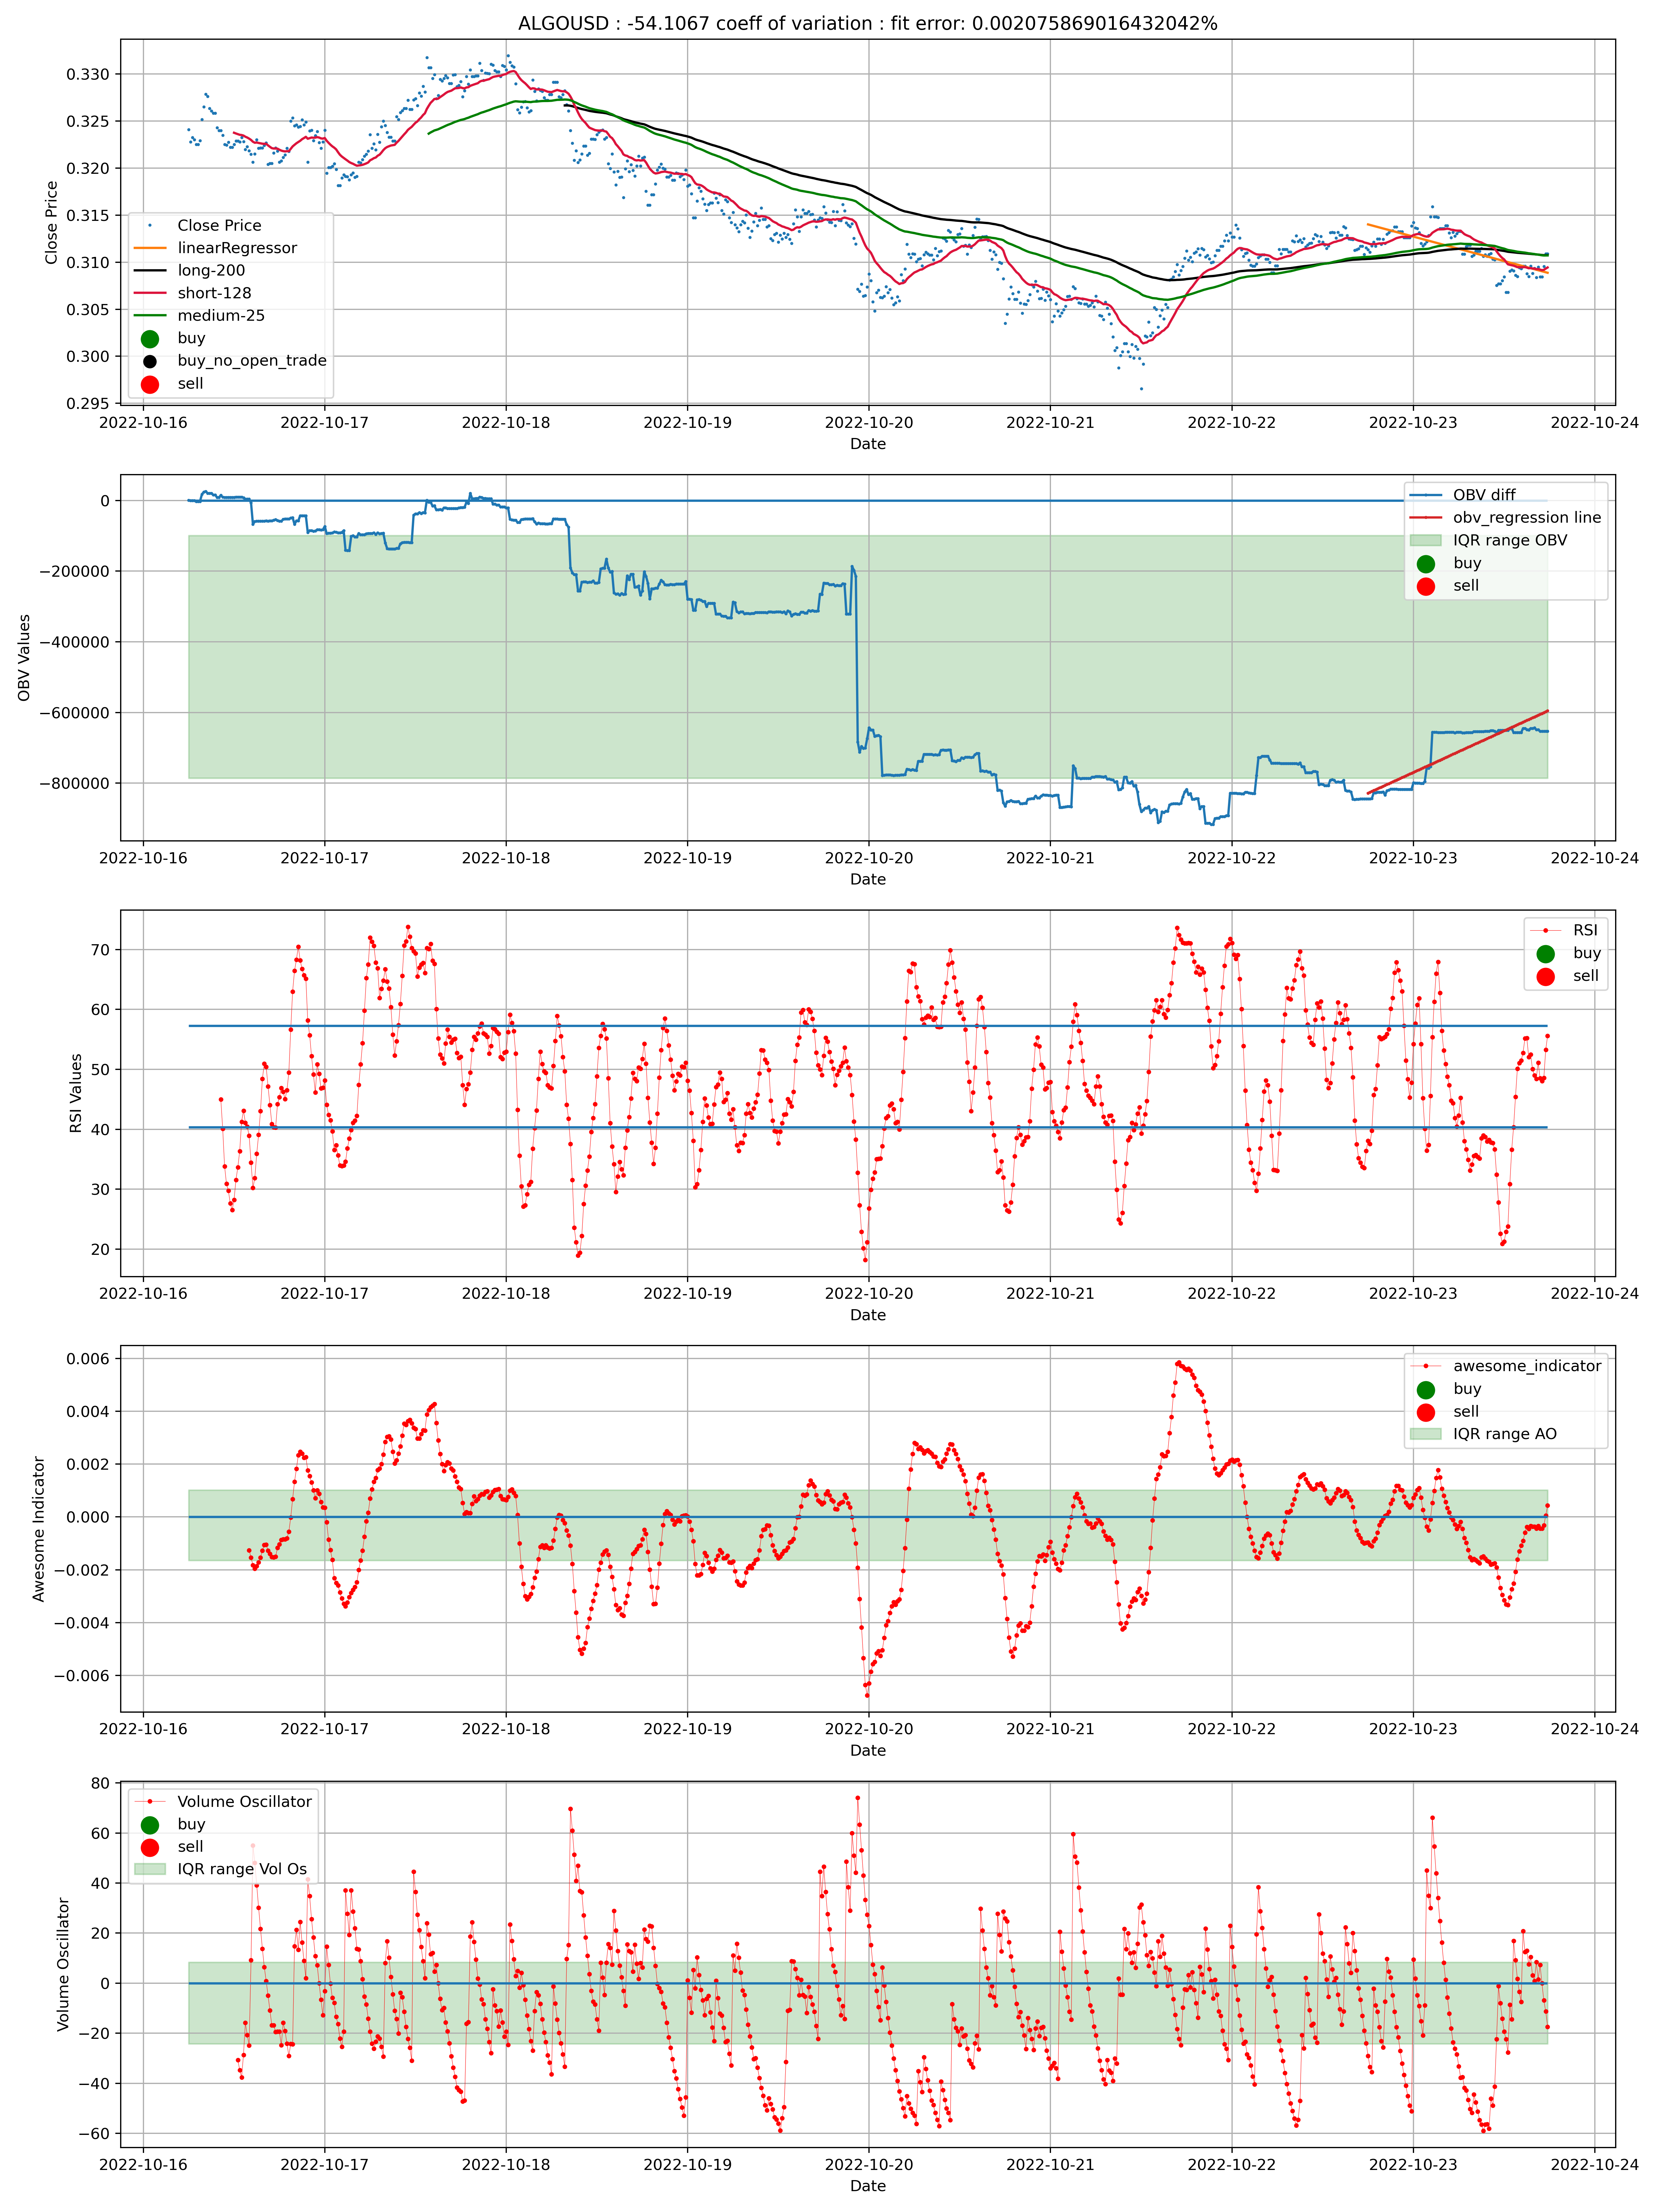 ALGOUSD : -54.1067 coeff of variation : fit error: 0.002075869016432042%
Close Price
0.330
0.325
0.320
0.315
0.310
0.305
0.300
0.295
Close Price
linearRegressor
long-200
short-128
medium-25
buy
buy_no_open_trade
sell
2022-10-16 2022-10-17 2022-10-18 2022-10-19 2022-10-20 2022-10-21 2022-10-22 2022-10-23 2022-10-24
Date
OBV Values
0
−200000
−400000
−600000
−800000
OBV diff
obv_regression line
IQR range OBV
buy
sell
2022-10-16 2022-10-17 2022-10-18 2022-10-19 2022-10-20 2022-10-21 2022-10-22 2022-10-23 2022-10-24
Date
RSI Values
70
60
50
40
30
20
RSI
buy
sell
2022-10-16 2022-10-17 2022-10-18 2022-10-19 2022-10-20 2022-10-21 2022-10-22 2022-10-23 2022-10-24
Date
Awesome Indicator
0.006
0.004
0.002
0.000
−0.002
−0.004
−0.006
awesome_indicator
buy
sell
IQR range AO
2022-10-16 2022-10-17 2022-10-18 2022-10-19 2022-10-20 2022-10-21 2022-10-22 2022-10-23 2022-10-24
Date
Volume Oscillator
80
60
40
20
0
−20
−40
−60
Volume Oscillator
buy
sell
IQR range Vol Os
2022-10-16 2022-10-17 2022-10-18 2022-10-19 2022-10-20 2022-10-21 2022-10-22 2022-10-23 2022-10-24
Date